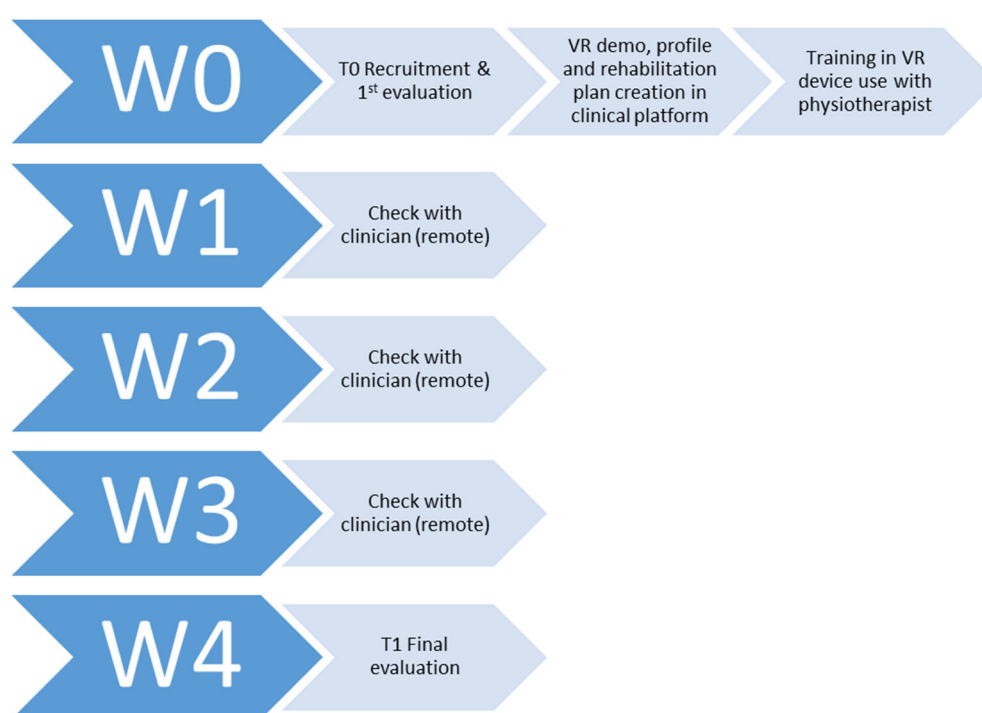 W0
T0 Recruitment &
1st evaluation
VR demo, profile
and rehabilitation
plan creation in
clinical platform
Training in VR
device use with
physiotherapist
W1
Check with
clinician (remote)
W2
Check with
clinician (remote)
W3
Check with
clinician (remote)
W4
T1 Final
evaluation